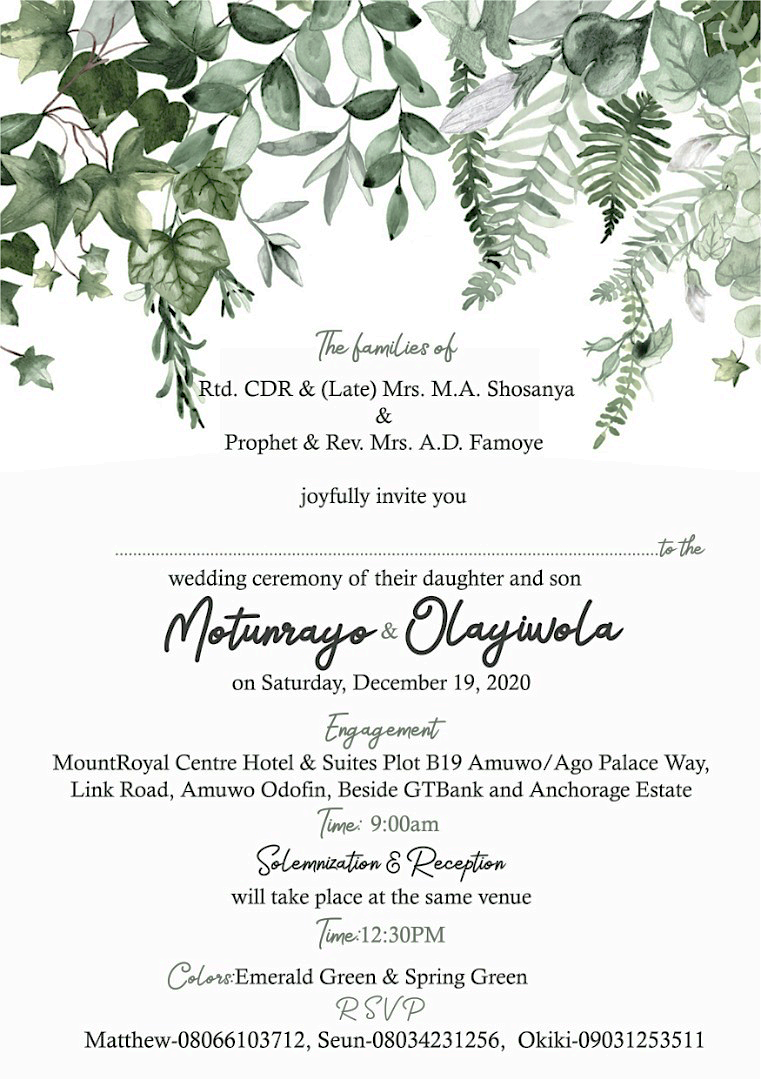 The families of
Rtd. CDR & (Late) Mrs. M.A. Shosanya
&
Prophet & Rev. Mrs. A.D. Famoye
joyfully invite you
........................................................................................................................to the
wedding ceremony of their daughter and son
Motunrayo & Olayiwola
on Saturday, December 19, 2020
Engagement
MountRoyal Centre Hotel & Suites Plot B19 Amuwo/Ago Palace Way,
Link Road, Amuwo Odofin, Beside GTBank and Anchorage Estate
Time: 9:00am
Solemnization & Reception
will take place at the same venue
Time:12:30PM
Colors:Emerald Green & Spring Green
RSVP
Matthew-08066103712, Seun-08034231256, Okiki-09031253511